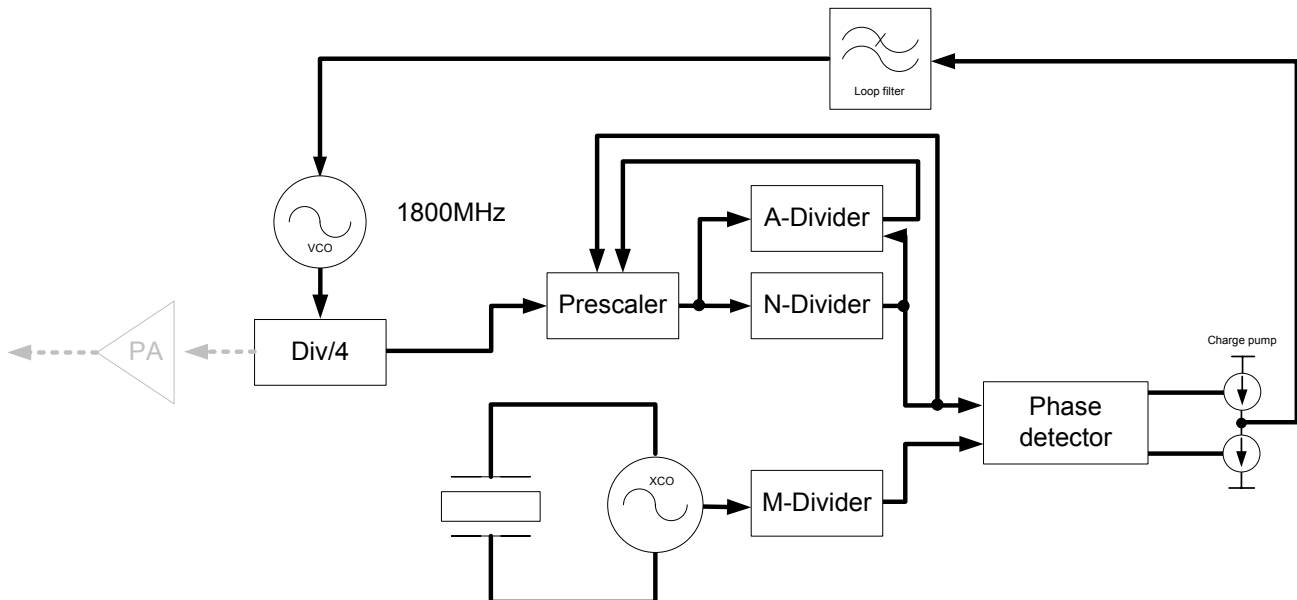 Loop filter
1800MHz
VCO
A-Divider
Prescaler
N-Divider
PA
Div/4
Charge pump
Phase
detector
XCO
M-Divider